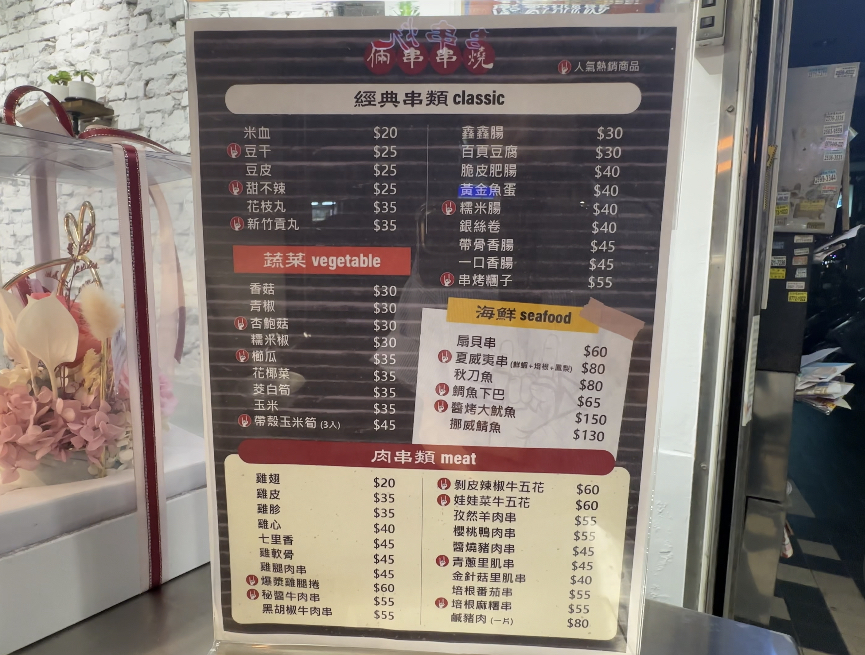 倆串串燒
人氣熱銷商品
經典串類 classic
米血 $20
豆干 $25
豆皮 $25
甜不辣 $25
花枝丸 $35
新竹貢丸 $35
鑫鑫腸 $30
百頁豆腐 $30
脆皮肥腸 $40
黃金魚蛋 $40
糯米腸 $40
銀絲卷 $40
帶骨香腸 $45
一口香腸 $45
串烤糰子 $55
蔬菜 vegetable
香菇 $30
青椒 $30
杏鮑菇 $30
糯米椒 $30
櫛瓜 $35
花椰菜 $35
茭白筍 $35
玉米 $35
帶殼玉米筍 (3入) $45
海鮮 seafood
扇貝串 $60
夏威夷串 (鮮蝦+培根+鳳梨) $80
秋刀魚 $80
鯛魚下巴 $65
醬烤大魷魚 $150
挪威鯖魚 $130
肉串類 meat
雞翅 $20
雞皮 $35
雞胗 $35
雞心 $40
七里香 $45
雞軟骨 $45
雞腿肉串 $45
爆漿雞腿捲 $60
秘醬牛肉串 $55
黑胡椒牛肉串 $55
剝皮辣椒牛五花 $60
娃娃菜牛五花 $60
孜然羊肉串 $55
櫻桃鴨肉串 $55
醬燒豬肉串 $45
青蔥里肌串 $45
金針菇里肌串 $40
培根番茄串 $55
培根麻糬串 $55
鹹豬肉 (一片) $80